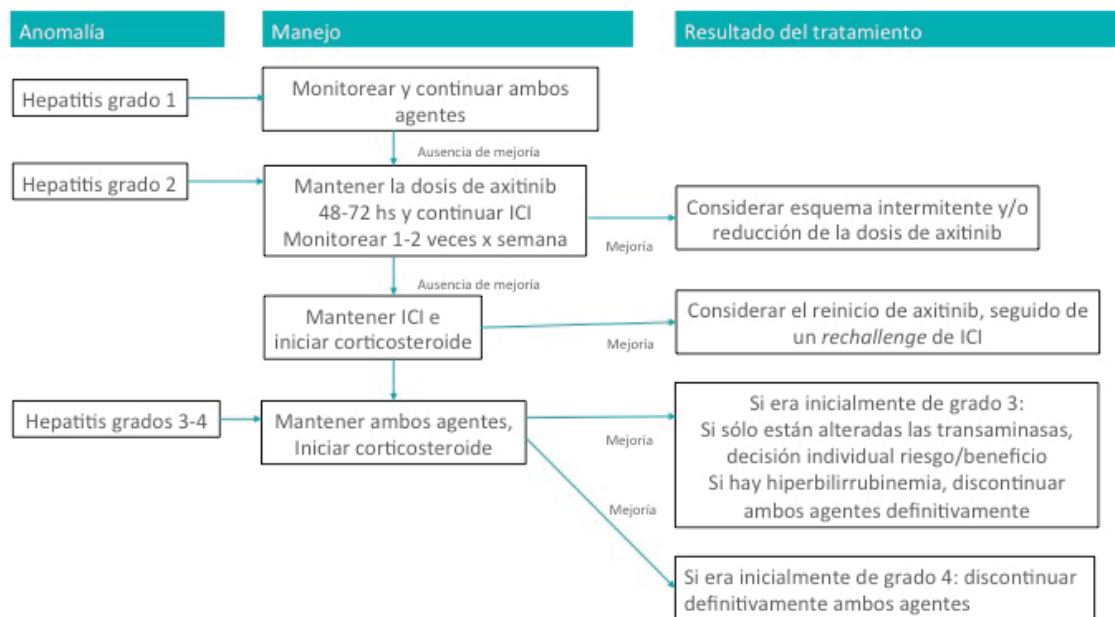 Anomalía
Manejo
Resultado del tratamiento
Hepatitis grado 1
Monitorear y continuar ambos
agentes
Ausencia de mejoría
Hepatitis grado 2
Mantener la dosis de axitinib
48-72 hs y continuar ICI
Monitorear 1-2 veces x semana
Mejoría
Considerar esquema intermitente y/o
reducción de la dosis de axitinib
Ausencia de mejoría
Mantener ICI e
iniciar corticosteroide
Mejoría
Considerar el reinicio de axitinib, seguido de
un rechallenge de ICI
Hepatitis grados 3-4
Mantener ambos agentes,
Iniciar corticosteroide
Mejoría
Si era inicialmente de grado 3:
Si sólo están alteradas las transaminasas,
decisión individual riesgo/beneficio
Si hay hiperbilirrubinemia, discontinuar
ambos agentes definitivamente
Mejoría
Si era inicialmente de grado 4: discontinuar
definitivamente ambos agentes